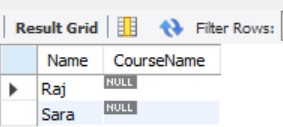 Result Grid Filter Rows:
Name CourseName
Raj NULL
Sara NULL